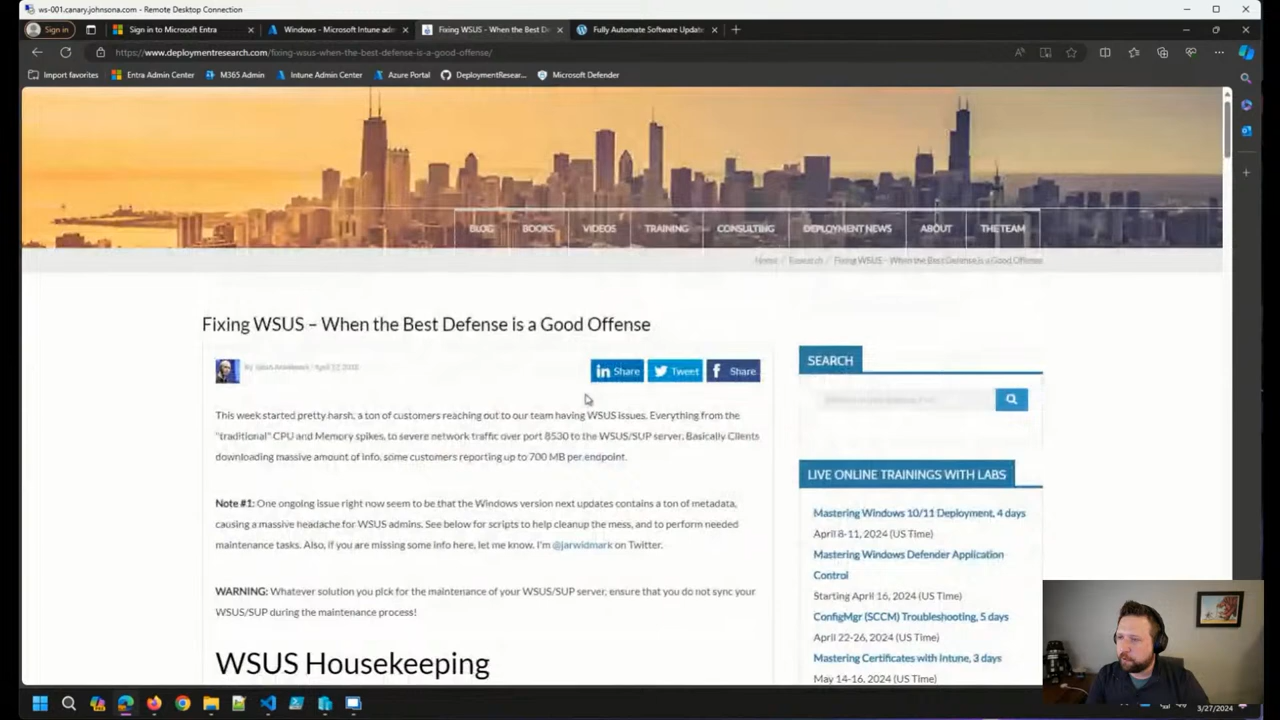 ws-001.canary.johnsona.com - Remote Desktop Connection
Sign in
Sign in to Microsoft Entra
Windows - Microsoft Intune adm
Fixing WSUS - When the Best De
Fully Automate Software Update
https://www.deploymentresearch.com/fixing-wsus-when-the-best-defense-is-a-good-offense/
Import favorites
Entra Admin Center
M365 Admin
Intune Admin Center
Azure Portal
DeploymentResear...
Microsoft Defender
BLOG
BOOKS
VIDEOS
TRAINING
CONSULTING
DEPLOYMENT NEWS
ABOUT
THE TEAM
Home / Research / Fixing WSUS – When the Best Defense is a Good Offense
Fixing WSUS – When the Best Defense is a Good Offense
Share
Tweet
Share
This week started pretty harsh, a ton of customers reaching out to our team having WSUS issues. Everything from the
"traditional" CPU and Memory spikes, to severe network traffic over port 8530 to the WSUS/SUP server. Basically Clients
downloading massive amount of info, some customers reporting up to 700 MB per endpoint.
Note #1: One ongoing issue right now seem to be that the Windows version next updates contains a ton of metadata,
causing a massive headache for WSUS admins. See below for scripts to help cleanup the mess, and to perform needed
maintenance tasks. Also, if you are missing some info here, let me know. I'm @jarwidmark on Twitter.
WARNING: Whatever solution you pick for the maintenance of your WSUS/SUP server, ensure that you do not sync your
WSUS/SUP during the maintenance process!
WSUS Housekeeping
SEARCH
LIVE ONLINE TRAININGS WITH LABS
Mastering Windows 10/11 Deployment, 4 days
April 8-11, 2024 (US Time)
Mastering Windows Defender Application
Control
Starting April 16, 2024 (US Time)
ConfigMgr (SCCM) Troubleshooting, 5 days
April 22-26, 2024 (US Time)
Mastering Certificates with Intune, 3 days
May 14-16, 2024 (US Time)
3/27/2024